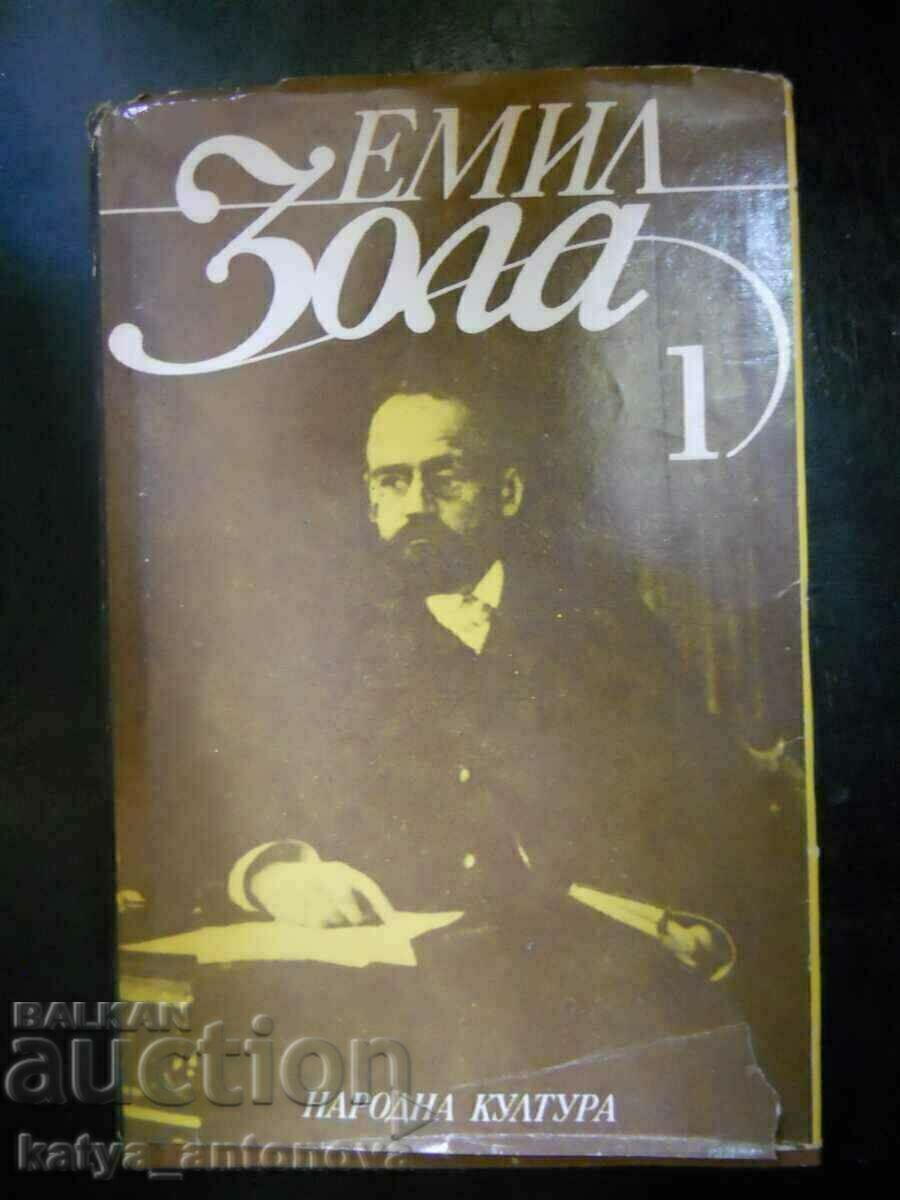 ЕМИЛ
Зола
1
НАРОДНА КУЛТУРА
BALKAN
auction
katya_antonova